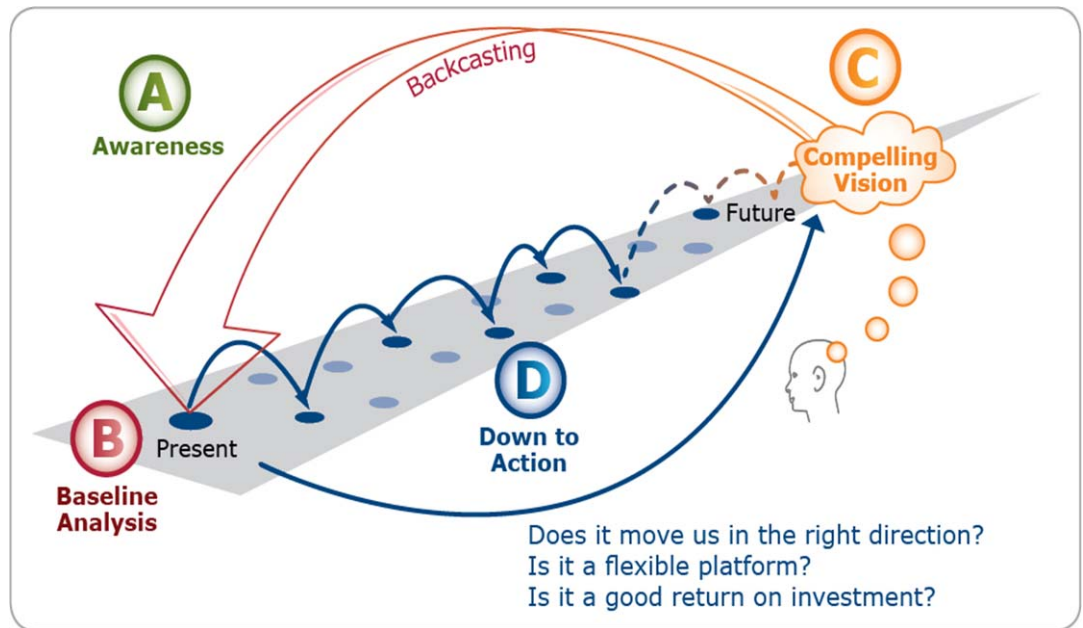 A
Awareness
Backcasting
C
Compelling
Vision
Future
D
Down to
Action
B
Present
Baseline
Analysis
Does it move us in the right direction?
Is it a flexible platform?
Is it a good return on investment?